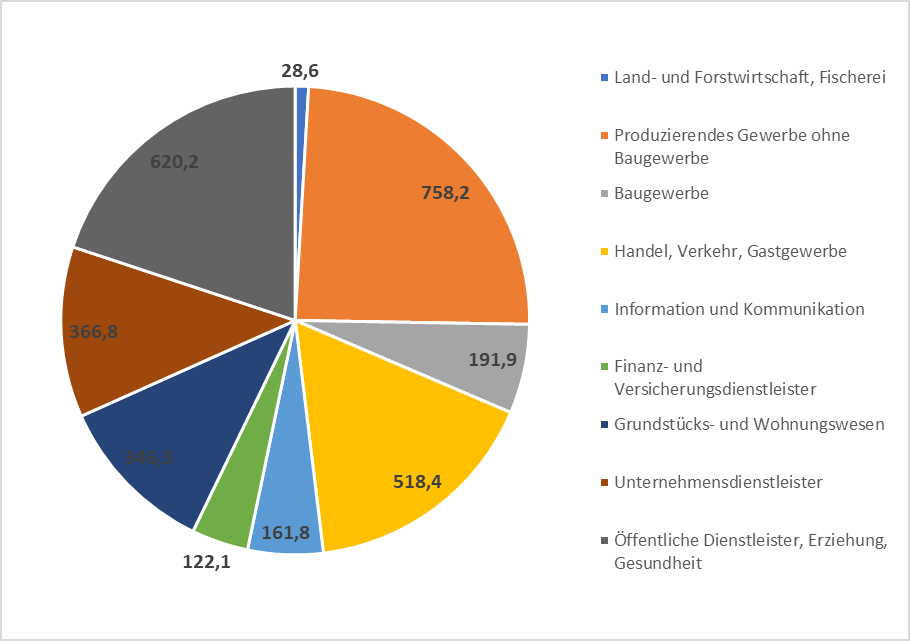 28,6
758,2
191,9
518,4
161,8
122,1
366,8
620,2
Land- und Forstwirtschaft, Fischerei
Produzierendes Gewerbe ohne
Baugewerbe
Baugewerbe
Handel, Verkehr, Gastgewerbe
Information und Kommunikation
Finanz- und
Versicherungsdienstleister
Grundstücks- und Wohnungswesen
Unternehmensdienstleister
Öffentliche Dienstleister, Erziehung,
Gesundheit